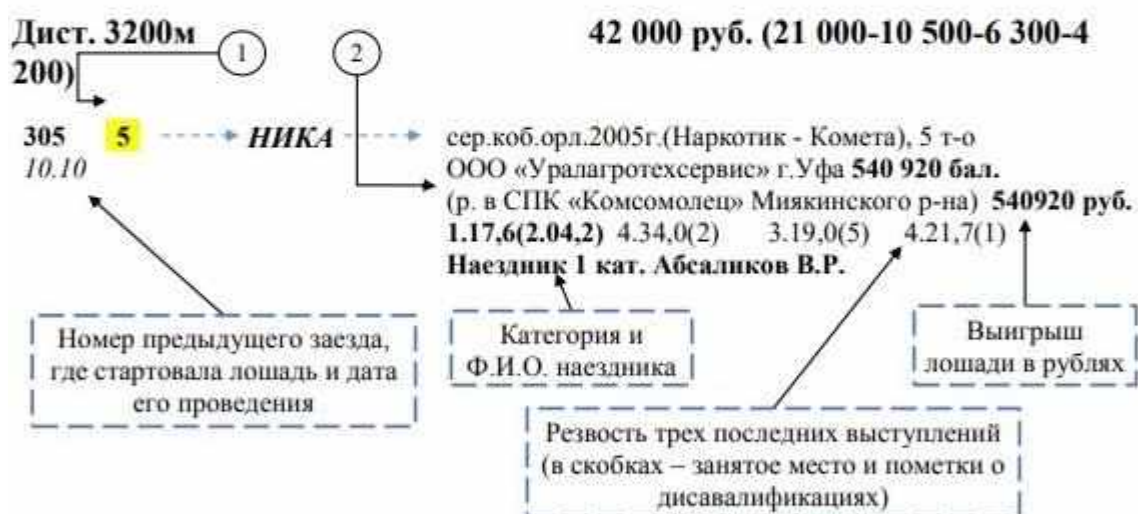 Дист. 3200м 42 000 руб. (21 000-10 500-6 300-4
200)
1 2
305 5 НИКА сер.коб.орл.2005г.(Наркотик - Комета), 5 т-о
10.10 ООО «Уралагротехсервис» г.Уфа 540 920 бал.
(р. в СПК «Комсомолец» Миякинского р-на) 540920 руб.
1.17,6(2.04,2) 4.34,0(2) 3.19,0(5) 4.21,7(1)
Наездник 1 кат. Абсаликов В.Р.
Номер предыдущего заезда,
где стартовала лошадь и дата
его проведения
Категория и
Ф.И.О. наездника
Выигрыш
лошади в рублях
Резвость трех последних выступлений
(в скобках – занятое место и пометки о
дисавалификациях)